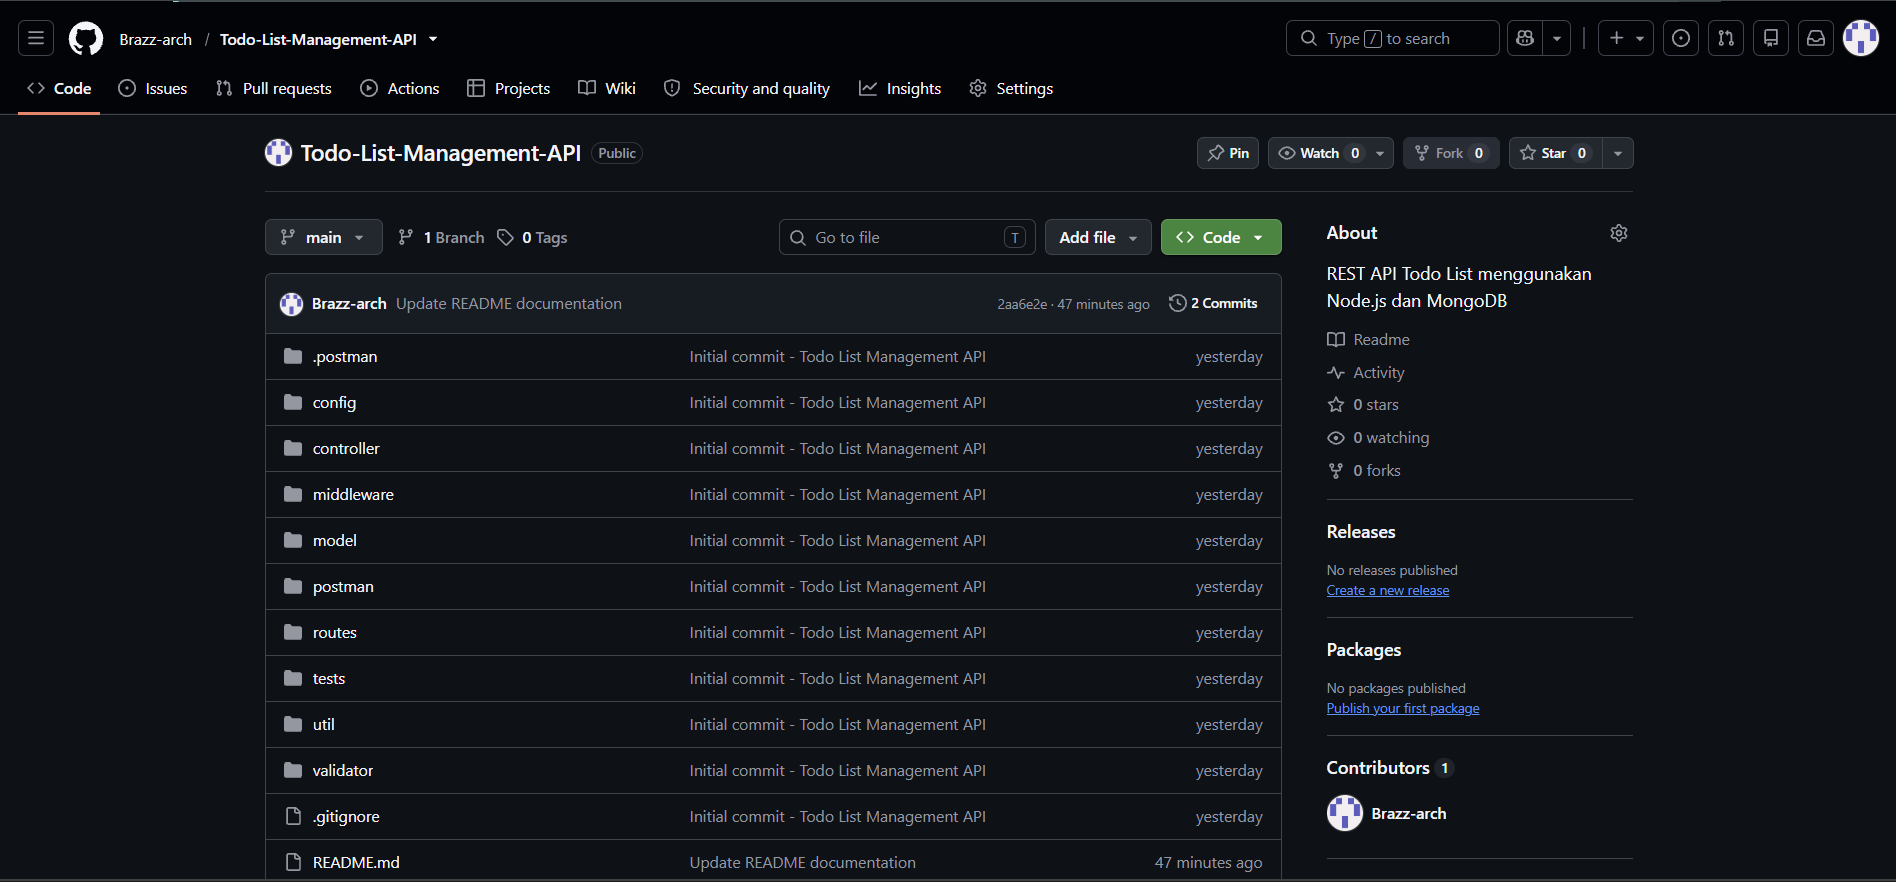 Brazz-arch / Todo-List-Management-API
Type / to search
Code Issues Pull requests Actions Projects Wiki Security and quality Insights Settings
Todo-List-Management-API Public
Pin Watch 0 Fork 0 Star 0
main 1 Branch 0 Tags Go to file T Add file Code
Brazz-arch Update README documentation 2aa6e2e · 47 minutes ago 2 Commits
.postman Initial commit - Todo List Management API yesterday
config Initial commit - Todo List Management API yesterday
controller Initial commit - Todo List Management API yesterday
middleware Initial commit - Todo List Management API yesterday
model Initial commit - Todo List Management API yesterday
postman Initial commit - Todo List Management API yesterday
routes Initial commit - Todo List Management API yesterday
tests Initial commit - Todo List Management API yesterday
util Initial commit - Todo List Management API yesterday
validator Initial commit - Todo List Management API yesterday
.gitignore Initial commit - Todo List Management API yesterday
README.md Update README documentation 47 minutes ago
About
REST API Todo List menggunakan
Node.js dan MongoDB
Readme
Activity
0 stars
0 watching
0 forks
Releases
No releases published
Create a new release
Packages
No packages published
Publish your first package
Contributors 1
Brazz-arch